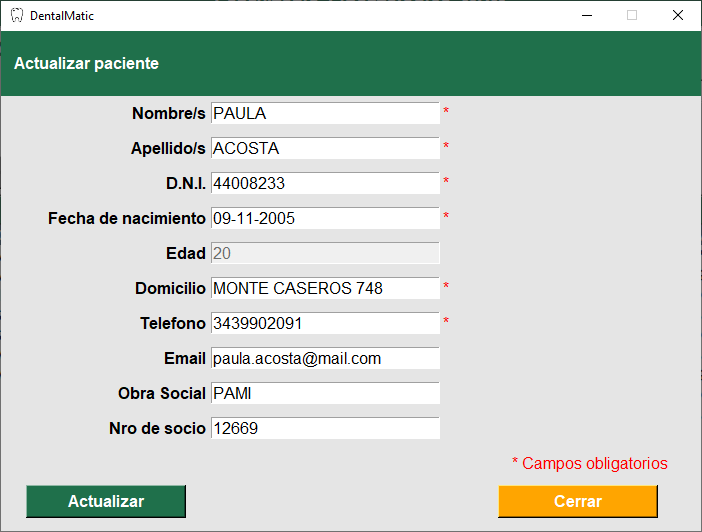 DentalMatic
Actualizar paciente
Nombre/s PAULA *
Apellido/s ACOSTA *
D.N.I. 44008233 *
Fecha de nacimiento 09-11-2005 *
Edad 20
Domicilio MONTE CASEROS 748 *
Telefono 3439902091 *
Email paula.acosta@mail.com
Obra Social PAMI
Nro de socio 12669
* Campos obligatorios
Actualizar Cerrar